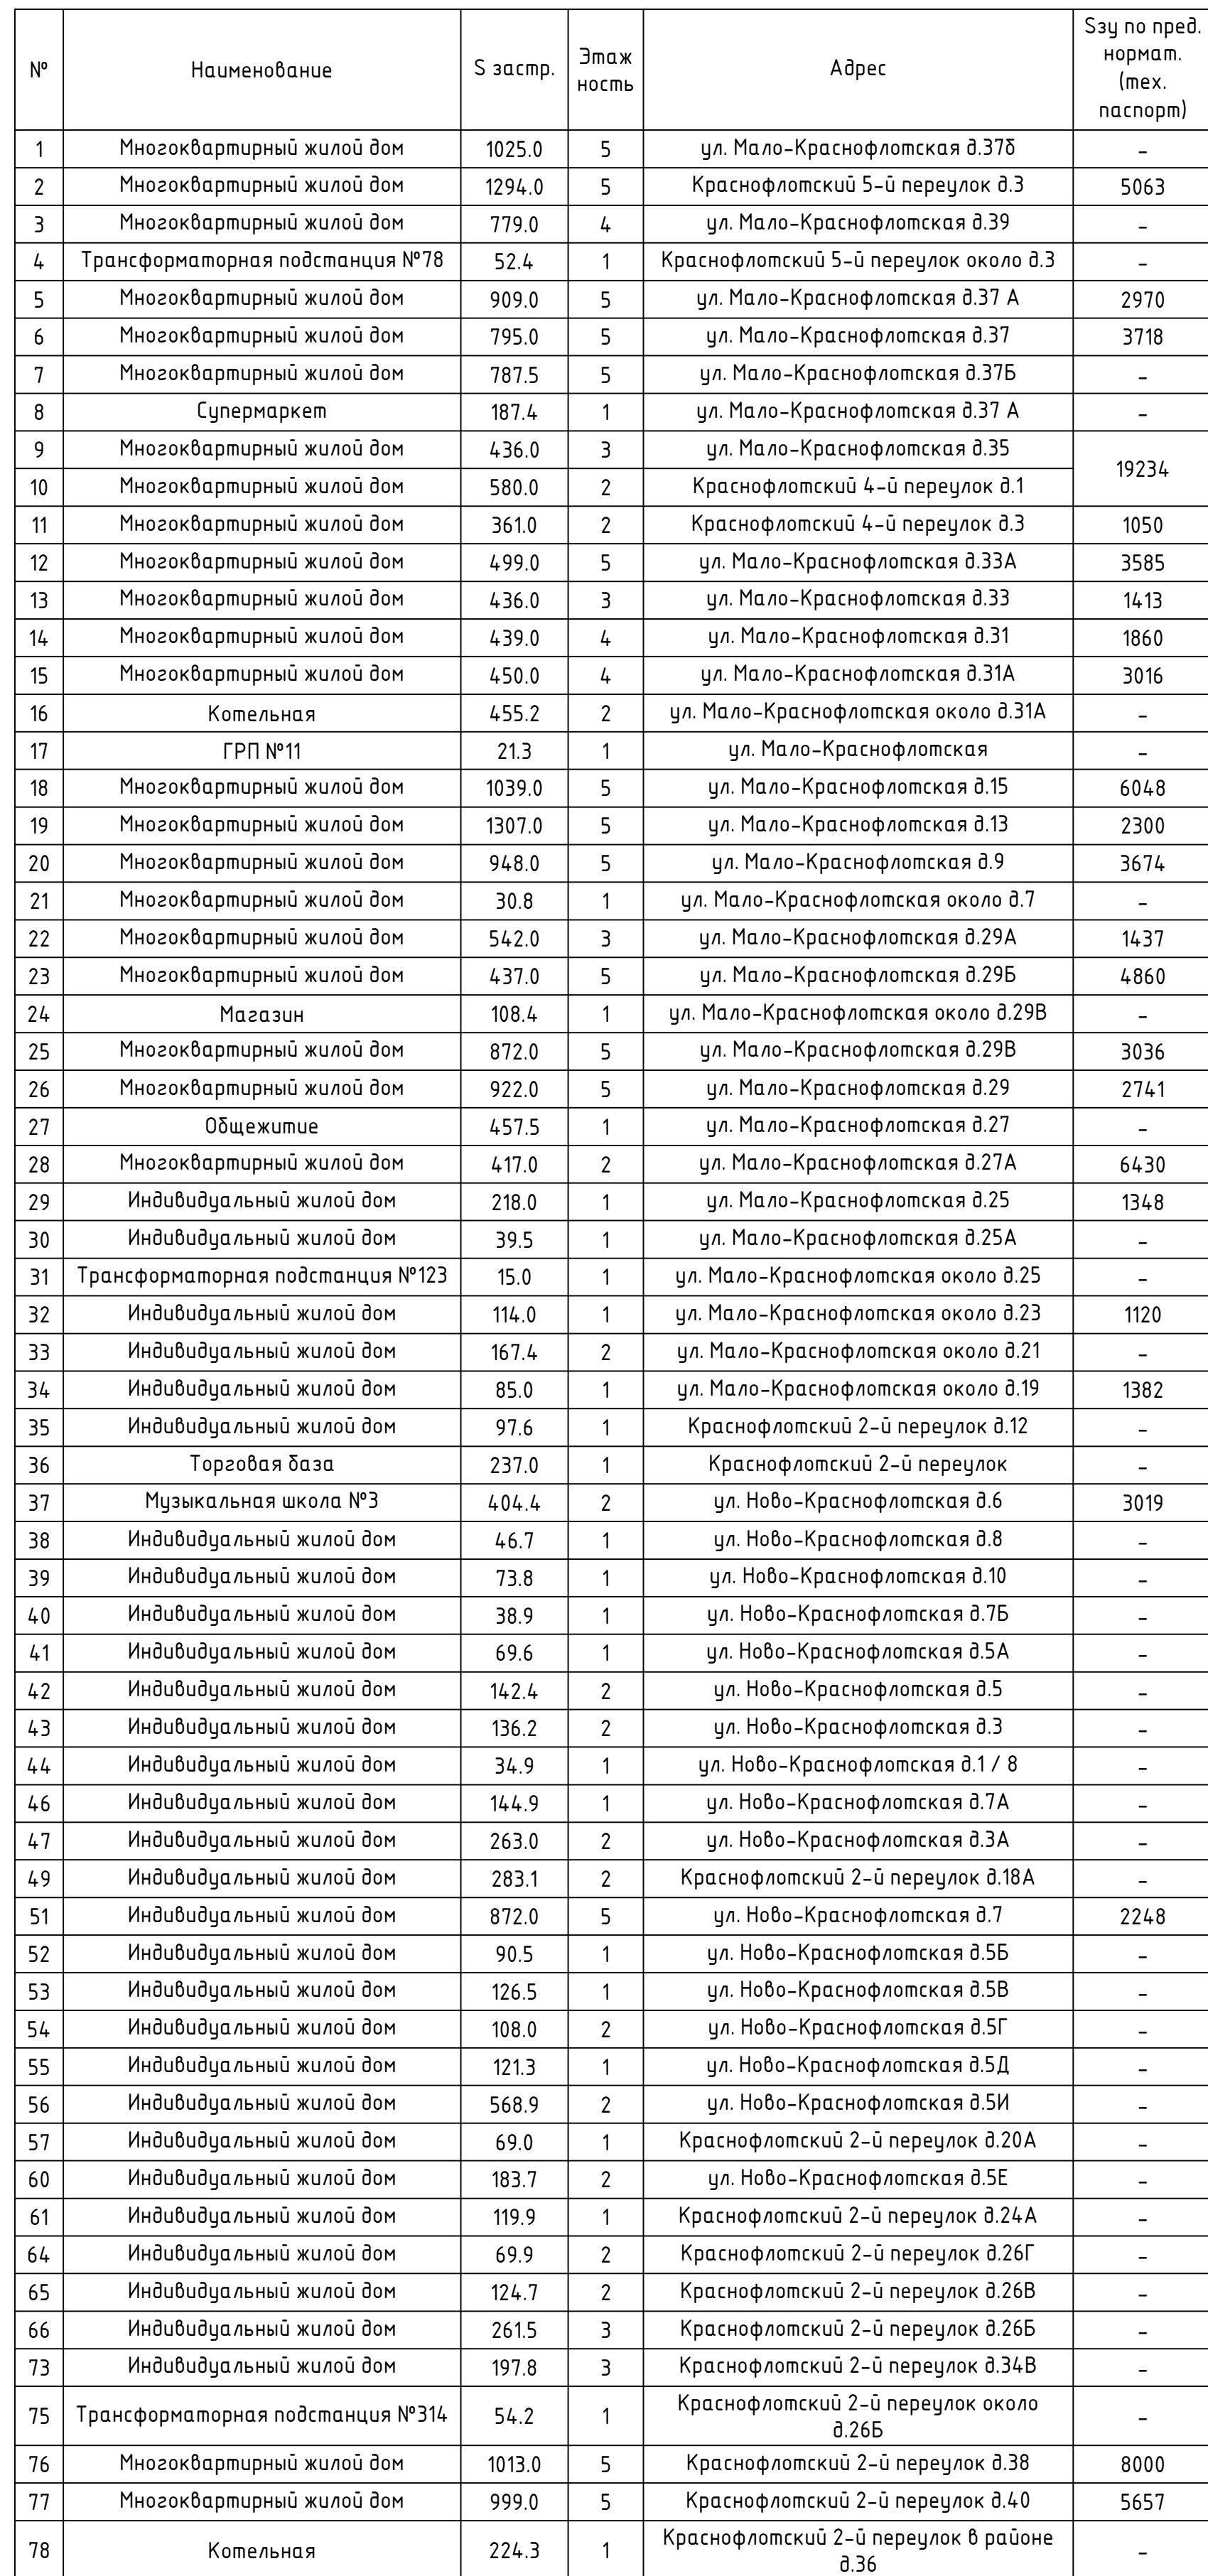 № Наименование S застр. Этаж ность Адрес Sзу по пред. нормат. (тех. паспорт)
1 Многоквартирный жилой дом 1025.0 5 ул. Мало-Краснофлотская д.37б -
2 Многоквартирный жилой дом 1294.0 5 Краснофлотский 5-й переулок д.3 5063
3 Многоквартирный жилой дом 779.0 4 ул. Мало-Краснофлотская д.39 -
4 Трансформаторная подстанция №78 52.4 1 Краснофлотский 5-й переулок около д.3 -
5 Многоквартирный жилой дом 909.0 5 ул. Мало-Краснофлотская д.37 А 2970
6 Многоквартирный жилой дом 795.0 5 ул. Мало-Краснофлотская д.37 3718
7 Многоквартирный жилой дом 787.5 5 ул. Мало-Краснофлотская д.37Б -
8 Супермаркет 187.4 1 ул. Мало-Краснофлотская д.37 А -
9 Многоквартирный жилой дом 436.0 3 ул. Мало-Краснофлотская д.35 19234
10 Многоквартирный жилой дом 580.0 2 Краснофлотский 4-й переулок д.1
11 Многоквартирный жилой дом 361.0 2 Краснофлотский 4-й переулок д.3 1050
12 Многоквартирный жилой дом 499.0 5 ул. Мало-Краснофлотская д.33А 3585
13 Многоквартирный жилой дом 436.0 3 ул. Мало-Краснофлотская д.33 1413
14 Многоквартирный жилой дом 439.0 4 ул. Мало-Краснофлотская д.31 1860
15 Многоквартирный жилой дом 450.0 4 ул. Мало-Краснофлотская д.31А 3016
16 Котельная 455.2 2 ул. Мало-Краснофлотская около д.31А -
17 ГРП №11 21.3 1 ул. Мало-Краснофлотская -
18 Многоквартирный жилой дом 1039.0 5 ул. Мало-Краснофлотская д.15 6048
19 Многоквартирный жилой дом 1307.0 5 ул. Мало-Краснофлотская д.13 2300
20 Многоквартирный жилой дом 948.0 5 ул. Мало-Краснофлотская д.9 3674
21 Многоквартирный жилой дом 30.8 1 ул. Мало-Краснофлотская около д.7 -
22 Многоквартирный жилой дом 542.0 3 ул. Мало-Краснофлотская д.29А 1437
23 Многоквартирный жилой дом 437.0 5 ул. Мало-Краснофлотская д.29Б 4860
24 Магазин 108.4 1 ул. Мало-Краснофлотская около д.29В -
25 Многоквартирный жилой дом 872.0 5 ул. Мало-Краснофлотская д.29В 3036
26 Многоквартирный жилой дом 922.0 5 ул. Мало-Краснофлотская д.29 2741
27 Общежитие 457.5 1 ул. Мало-Краснофлотская д.27 -
28 Многоквартирный жилой дом 417.0 2 ул. Мало-Краснофлотская д.27А 6430
29 Индивидуальный жилой дом 218.0 1 ул. Мало-Краснофлотская д.25 1348
30 Индивидуальный жилой дом 39.5 1 ул. Мало-Краснофлотская д.25А -
31 Трансформаторная подстанция №123 15.0 1 ул. Мало-Краснофлотская около д.25 -
32 Индивидуальный жилой дом 114.0 1 ул. Мало-Краснофлотская около д.23 1120
33 Индивидуальный жилой дом 167.4 2 ул. Мало-Краснофлотская около д.21 -
34 Индивидуальный жилой дом 85.0 1 ул. Мало-Краснофлотская около д.19 1382
35 Индивидуальный жилой дом 97.6 1 Краснофлотский 2-й переулок д.12 -
36 Торговая база 237.0 1 Краснофлотский 2-й переулок -
37 Музыкальная школа №3 404.4 2 ул. Ново-Краснофлотская д.6 3019
38 Индивидуальный жилой дом 46.7 1 ул. Ново-Краснофлотская д.8 -
39 Индивидуальный жилой дом 73.8 1 ул. Ново-Краснофлотская д.10 -
40 Индивидуальный жилой дом 38.9 1 ул. Ново-Краснофлотская д.7Б -
41 Индивидуальный жилой дом 69.6 1 ул. Ново-Краснофлотская д.5А -
42 Индивидуальный жилой дом 142.4 2 ул. Ново-Краснофлотская д.5 -
43 Индивидуальный жилой дом 136.2 2 ул. Ново-Краснофлотская д.3 -
44 Индивидуальный жилой дом 34.9 1 ул. Ново-Краснофлотская д.1 / 8 -
46 Индивидуальный жилой дом 144.9 1 ул. Ново-Краснофлотская д.7А -
47 Индивидуальный жилой дом 263.0 2 ул. Ново-Краснофлотская д.3А -
49 Индивидуальный жилой дом 283.1 2 Краснофлотский 2-й переулок д.18А -
51 Индивидуальный жилой дом 872.0 5 ул. Ново-Краснофлотская д.7 2248
52 Индивидуальный жилой дом 90.5 1 ул. Ново-Краснофлотская д.5Б -
53 Индивидуальный жилой дом 126.5 1 ул. Ново-Краснофлотская д.5В -
54 Индивидуальный жилой дом 108.0 2 ул. Ново-Краснофлотская д.5Г -
55 Индивидуальный жилой дом 121.3 1 ул. Ново-Краснофлотская д.5Д -
56 Индивидуальный жилой дом 568.9 2 ул. Ново-Краснофлотская д.5И -
57 Индивидуальный жилой дом 69.0 1 Краснофлотский 2-й переулок д.20А -
60 Индивидуальный жилой дом 183.7 2 ул. Ново-Краснофлотская д.5Е -
61 Индивидуальный жилой дом 119.9 1 Краснофлотский 2-й переулок д.24А -
64 Индивидуальный жилой дом 69.9 2 Краснофлотский 2-й переулок д.26Г -
65 Индивидуальный жилой дом 124.7 2 Краснофлотский 2-й переулок д.26В -
66 Индивидуальный жилой дом 261.5 3 Краснофлотский 2-й переулок д.26Б -
73 Индивидуальный жилой дом 197.8 3 Краснофлотский 2-й переулок д.34В -
75 Трансформаторная подстанция №314 54.2 1 Краснофлотский 2-й переулок около д.26Б -
76 Многоквартирный жилой дом 1013.0 5 Краснофлотский 2-й переулок д.38 8000
77 Многоквартирный жилой дом 999.0 5 Краснофлотский 2-й переулок д.40 5657
78 Котельная 224.3 1 Краснофлотский 2-й переулок в районе д.36 -